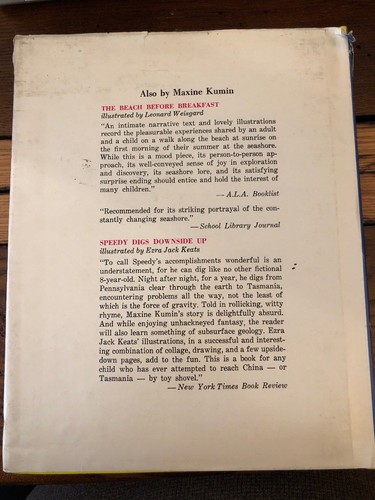 Also by Maxine Kumin
THE BEACH BEFORE BREAKFAST
illustrated by Leonard Weisgard
"An intimate narrative text and lovely illustrations
record the pleasurable experiences shared by an adult
and a child on a walk along the beach at sunrise on
the first morning of their summer at the seashore.
While this is a mood piece, its person-to-person ap-
proach, its well-conveyed sense of joy in exploration
and discovery, its seashore lore, and its satisfying
surprise ending should entice and hold the interest of
many children."
— A.L.A. Booklist
"Recommended for its striking portrayal of the con-
stantly changing seashore."
— School Library Journal
SPEEDY DIGS DOWNSIDE UP
illustrated by Ezra Jack Keats
"To call Speedy's accomplishments wonderful is an
understatement, for he can dig like no other fictional
8-year-old. Night after night, for a year, he digs from
Pennsylvania clear through the earth to Tasmania,
encountering problems all the way, not the least of
which is the force of gravity. Told in rollicking, witty
rhyme, Maxine Kumin's story is delightfully absurd.
And while enjoying unhackneyed fantasy, the reader
will also learn something of subsurface geology. Ezra
Jack Keats' illustrations, in a successful and interest-
ing combination of collage, drawing, and a few upside-
down pages, add to the fun. This is a book for any
child who has ever attempted to reach China — or
Tasmania — by toy shovel."
— New York Times Book Review